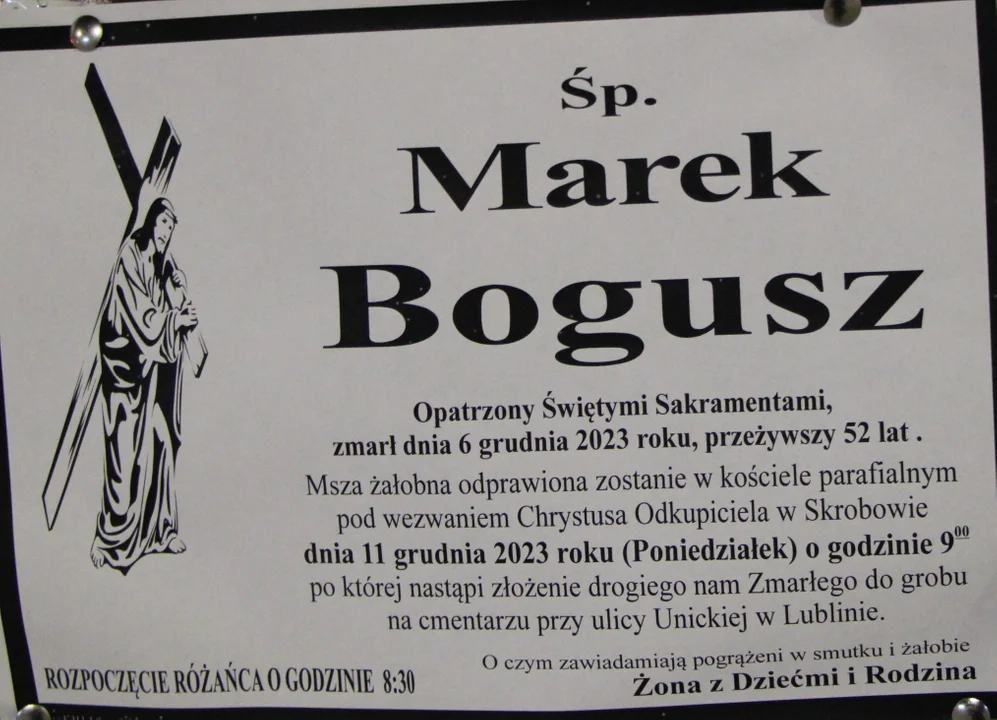 Śp.
Marek
Bogusz
Opatrzony Świętymi Sakramentami,
zmarł dnia 6 grudnia 2023 roku, przeżywszy 52 lat .
Msza żałobna odprawiona zostanie w kościele parafialnym
pod wezwaniem Chrystusa Odkupiciela w Skrobowie
dnia 11 grudnia 2023 roku (Poniedziałek) o godzinie 9⁰⁰
po której nastąpi złożenie drogiego nam Zmarłego do grobu
na cmentarzu przy ulicy Unickiej w Lublinie.
O czym zawiadamiają pogrążeni w smutku i żałobie
Żona z Dziećmi i Rodzina
ROZPOCZĘCIE RÓŻAŃCA O GODZINIE 8:30